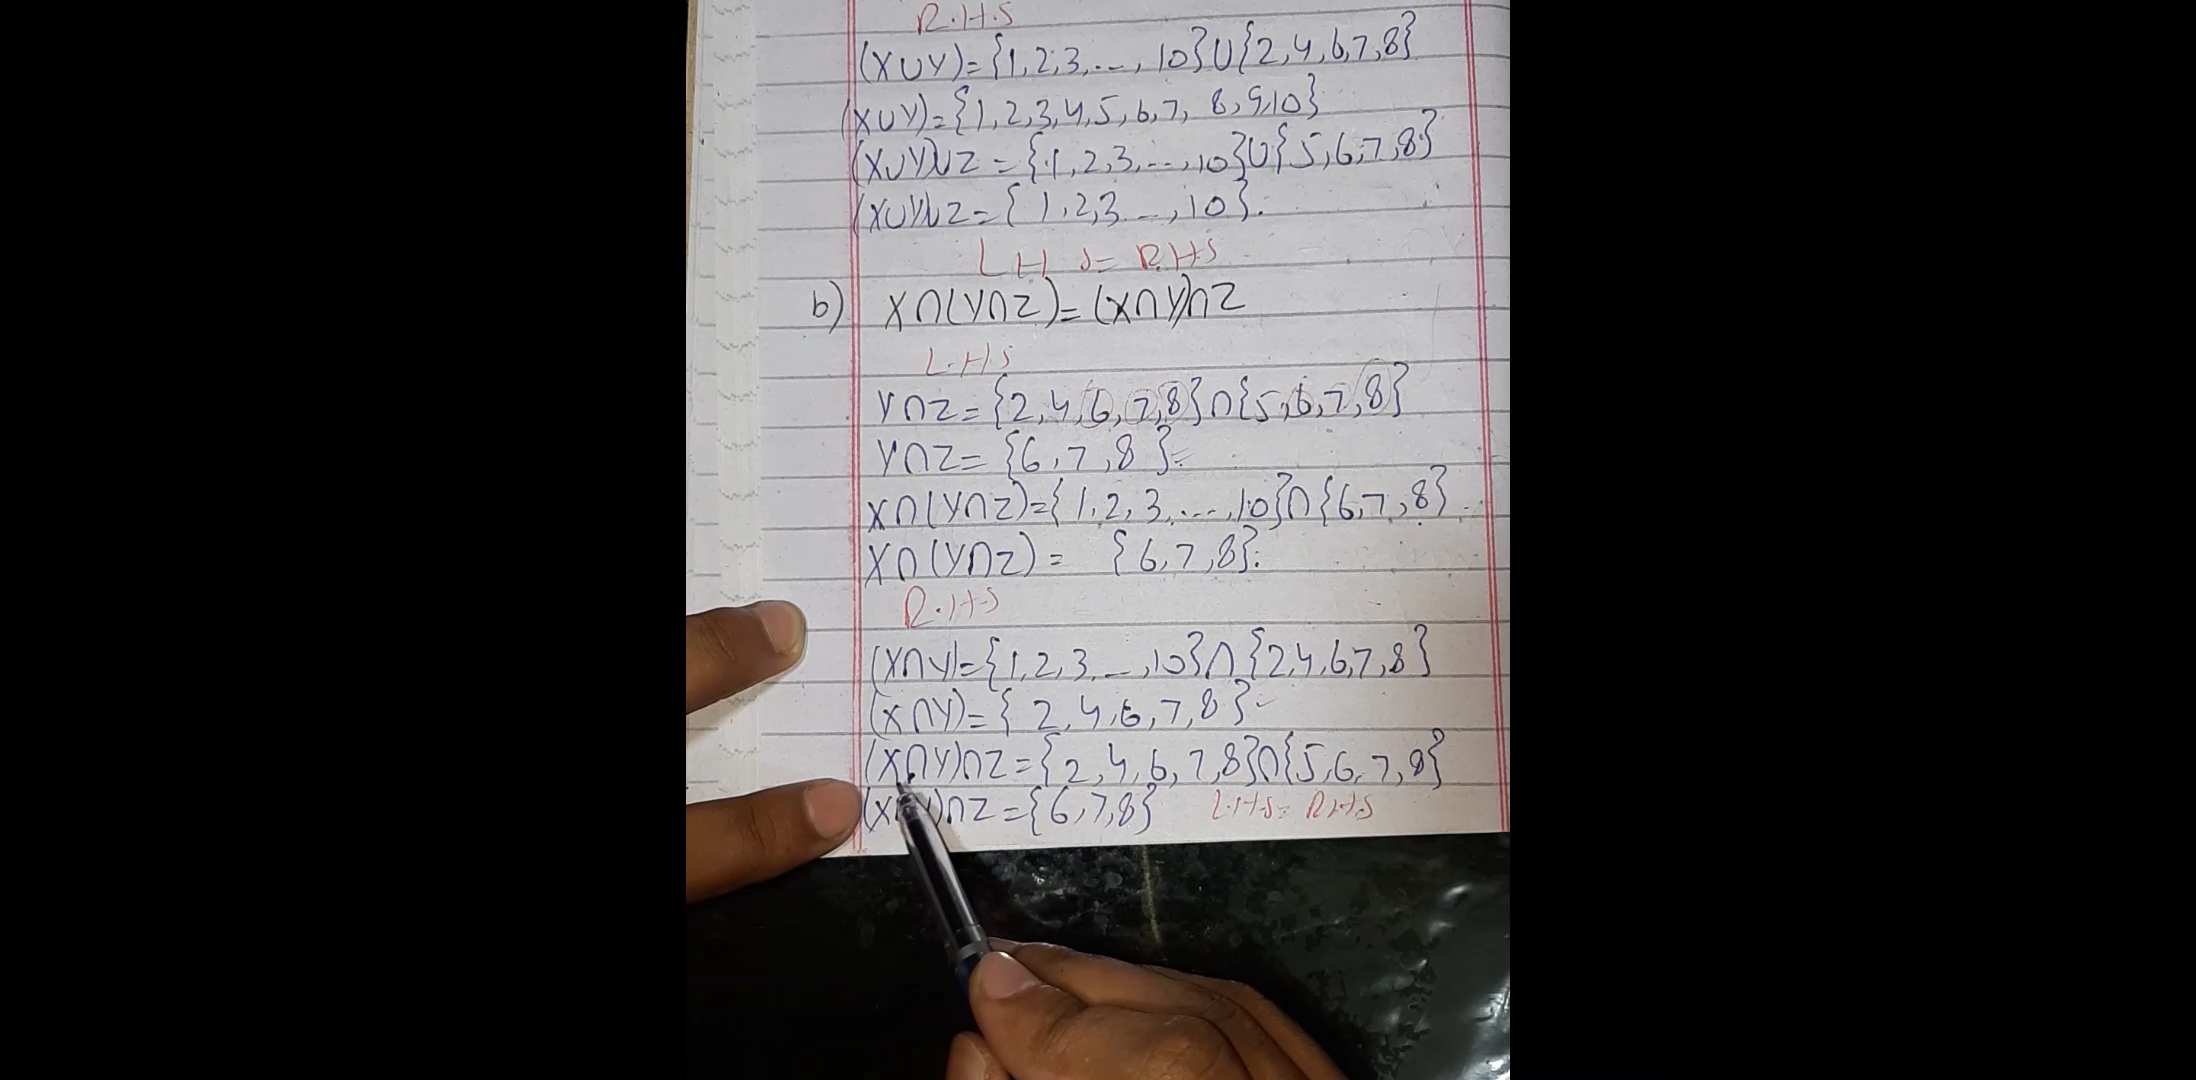 R.H.S
(X∪Y)={1,2,3,...,10}∪{2,4,6,7,8}
(X∪Y)={1,2,3,4,5,6,7, 8,9,10}
(X∪Y)∪Z={1,2,3,...,10}∪{5,6,7,8}
(X∪Y)∪Z={1,2,3...,10}.
L H S= R.H.S
b) X∩(Y∩Z)=(X∩Y)∩Z
L.H.S
Y∩Z={2,4,6,7,8}∩{5,6,7,8}
Y∩Z={6,7,8}
X∩(Y∩Z)={1,2,3,...,10}∩{6,7,8}.
X∩(Y∩Z)= {6,7,8}.
R.H.S
(X∩Y)={1,2,3,...,10}∩{2,4,6,7,8}
(X∩Y)={2,4,6,7,8}
(X∩Y)∩Z={2,4,6,7,8}∩{5,6,7,8}
(X∩Y)∩Z={6,7,8} L.H.S= R.H.S